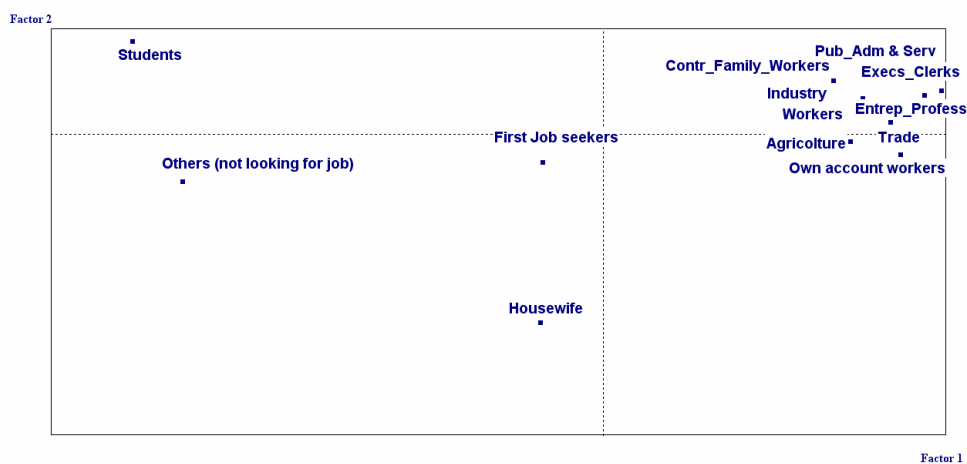 Factor 2
Students
Pub_Adm & Serv
Contr_Family_Workers
Execs_Clerks
Industry
Entrep_Profess
Workers
First Job seekers
Agricolture
Trade
Others (not looking for job)
Own account workers
Housewife
Factor 1